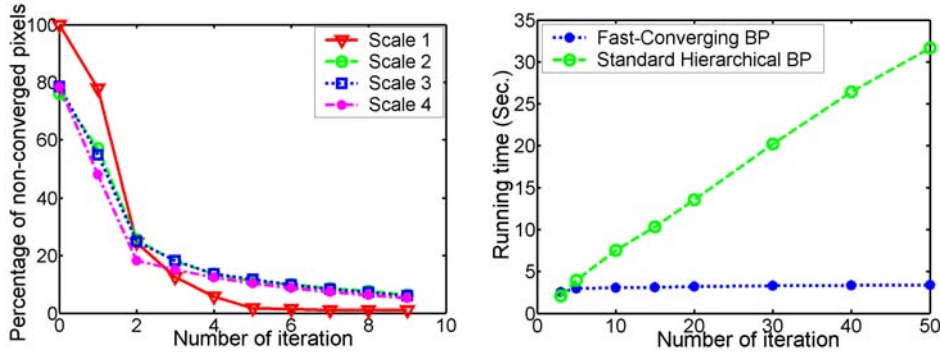 Percentage of non-converged pixels
100
80
60
40
20
0
0
2
4
6
8
10
Number of iteration
Scale 1
Scale 2
Scale 3
Scale 4
Running time (Sec.)
35
30
25
20
15
10
5
0
0
10
20
30
40
50
Number of iteration
Fast-Converging BP
Standard Hierarchical BP